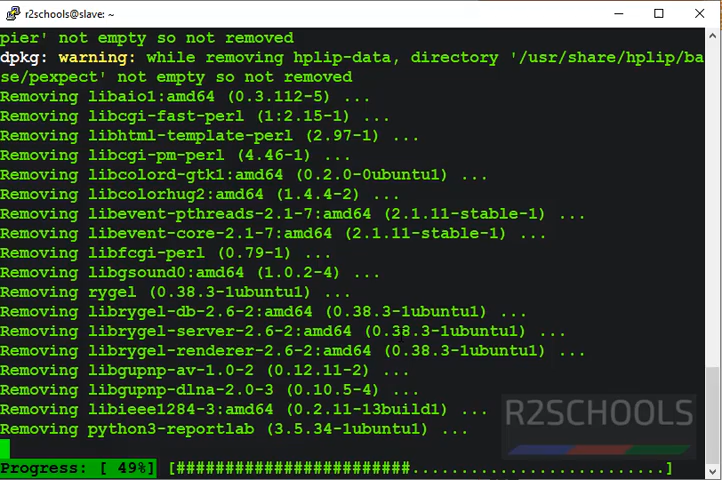 r2schools@slave: ~
pier' not empty so not removed
dpkg: warning: while removing hplip-data, directory '/usr/share/hplip/ba
se/pexpect' not empty so not removed
Removing libaio1:amd64 (0.3.112-5) ...
Removing libcgi-fast-perl (1:2.15-1) ...
Removing libhtml-template-perl (2.97-1) ...
Removing libcgi-pm-perl (4.46-1) ...
Removing libcolord-gtk1:amd64 (0.2.0-0ubuntu1) ...
Removing libcolorhug2:amd64 (1.4.4-2) ...
Removing libevent-pthreads-2.1-7:amd64 (2.1.11-stable-1) ...
Removing libevent-core-2.1-7:amd64 (2.1.11-stable-1) ...
Removing libfcgi-perl (0.79-1) ...
Removing libgsound0:amd64 (1.0.2-4) ...
Removing rygel (0.38.3-1ubuntu1) ...
Removing librygel-db-2.6-2:amd64 (0.38.3-1ubuntu1) ...
Removing librygel-server-2.6-2:amd64 (0.38.3-1ubuntu1) ...
Removing librygel-renderer-2.6-2:amd64 (0.38.3-1ubuntu1) ...
Removing libgupnp-av-1.0-2 (0.12.11-2) ...
Removing libgupnp-dlna-2.0-3 (0.10.5-4) ...
Removing libieee1284-3:amd64 (0.2.11-13build1) ...
Removing python3-reportlab (3.5.34-1ubuntu1) ...
R2SCHOOLS
Progress: [ 49%] [########################..........................]